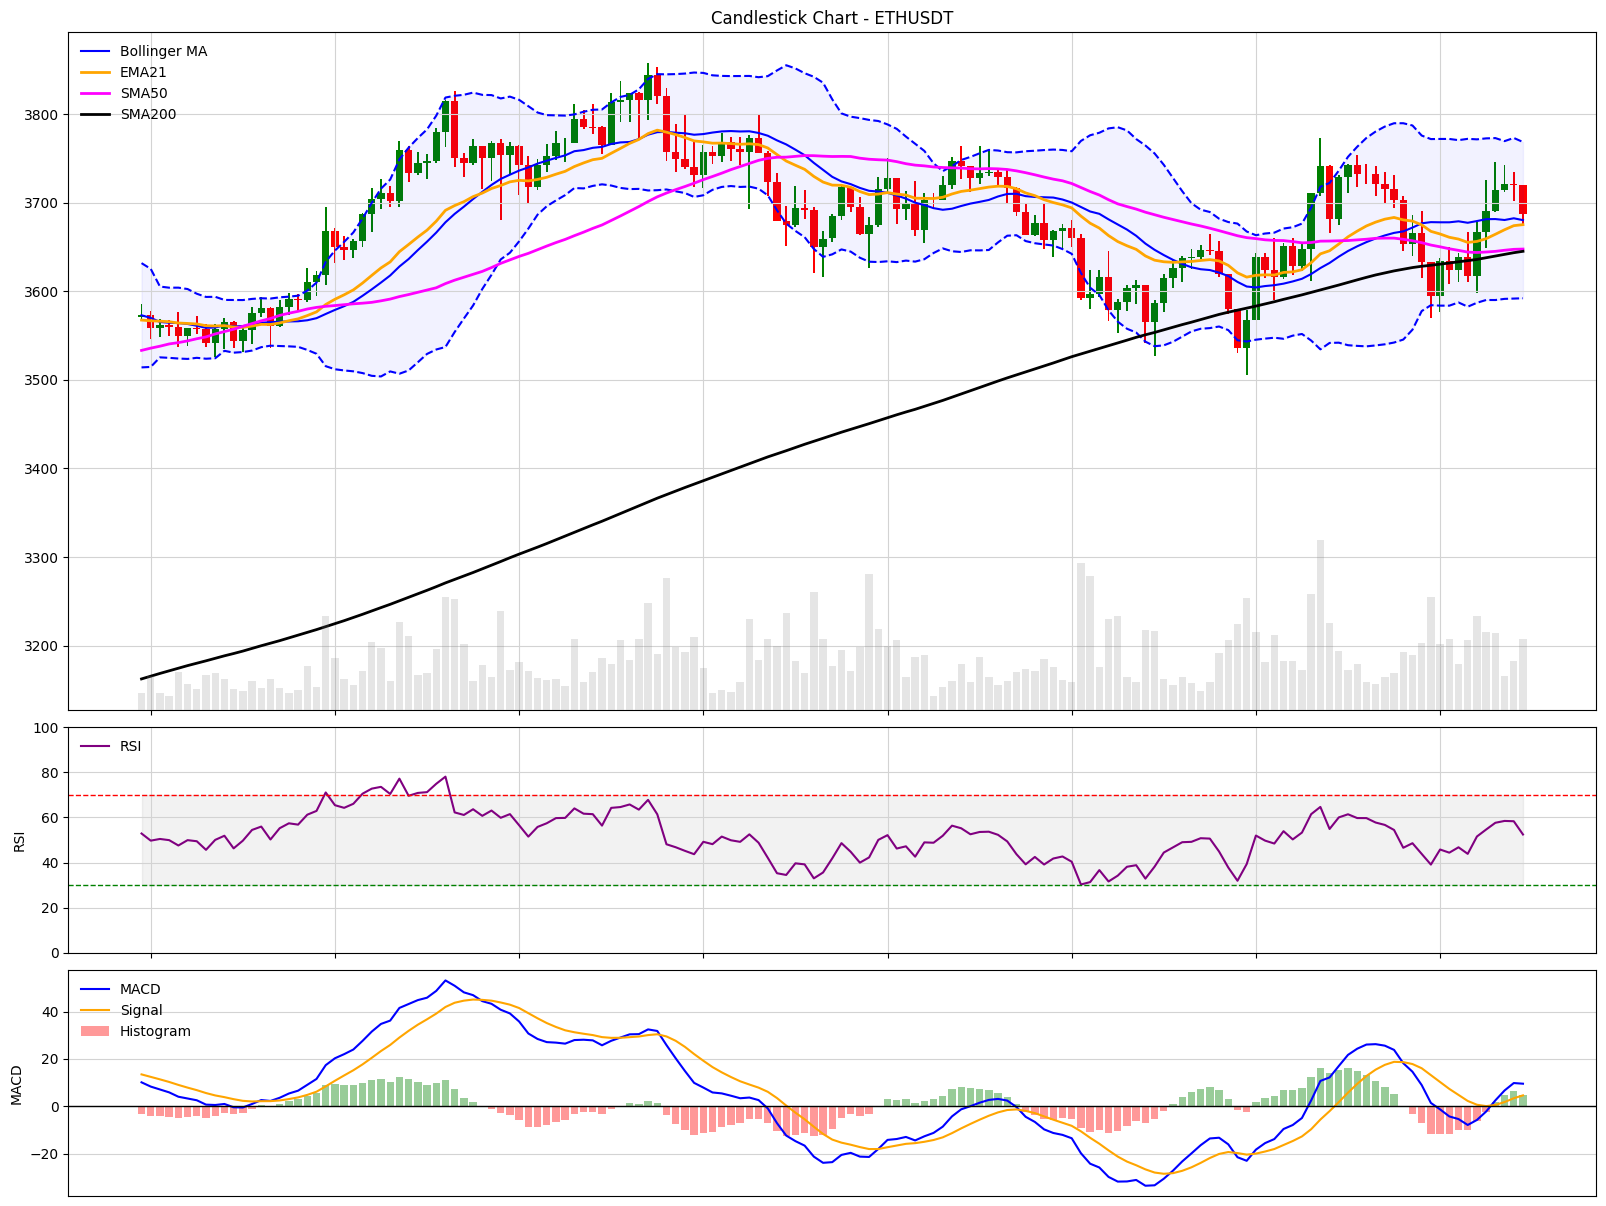 Candlestick Chart - ETHUSDT
Bollinger MA
EMA21
SMA50
SMA200
3800
3700
3600
3500
3400
3300
3200
100
80
60
40
20
0
RSI
RSI
40
20
0
−20
MACD
MACD
Signal
Histogram